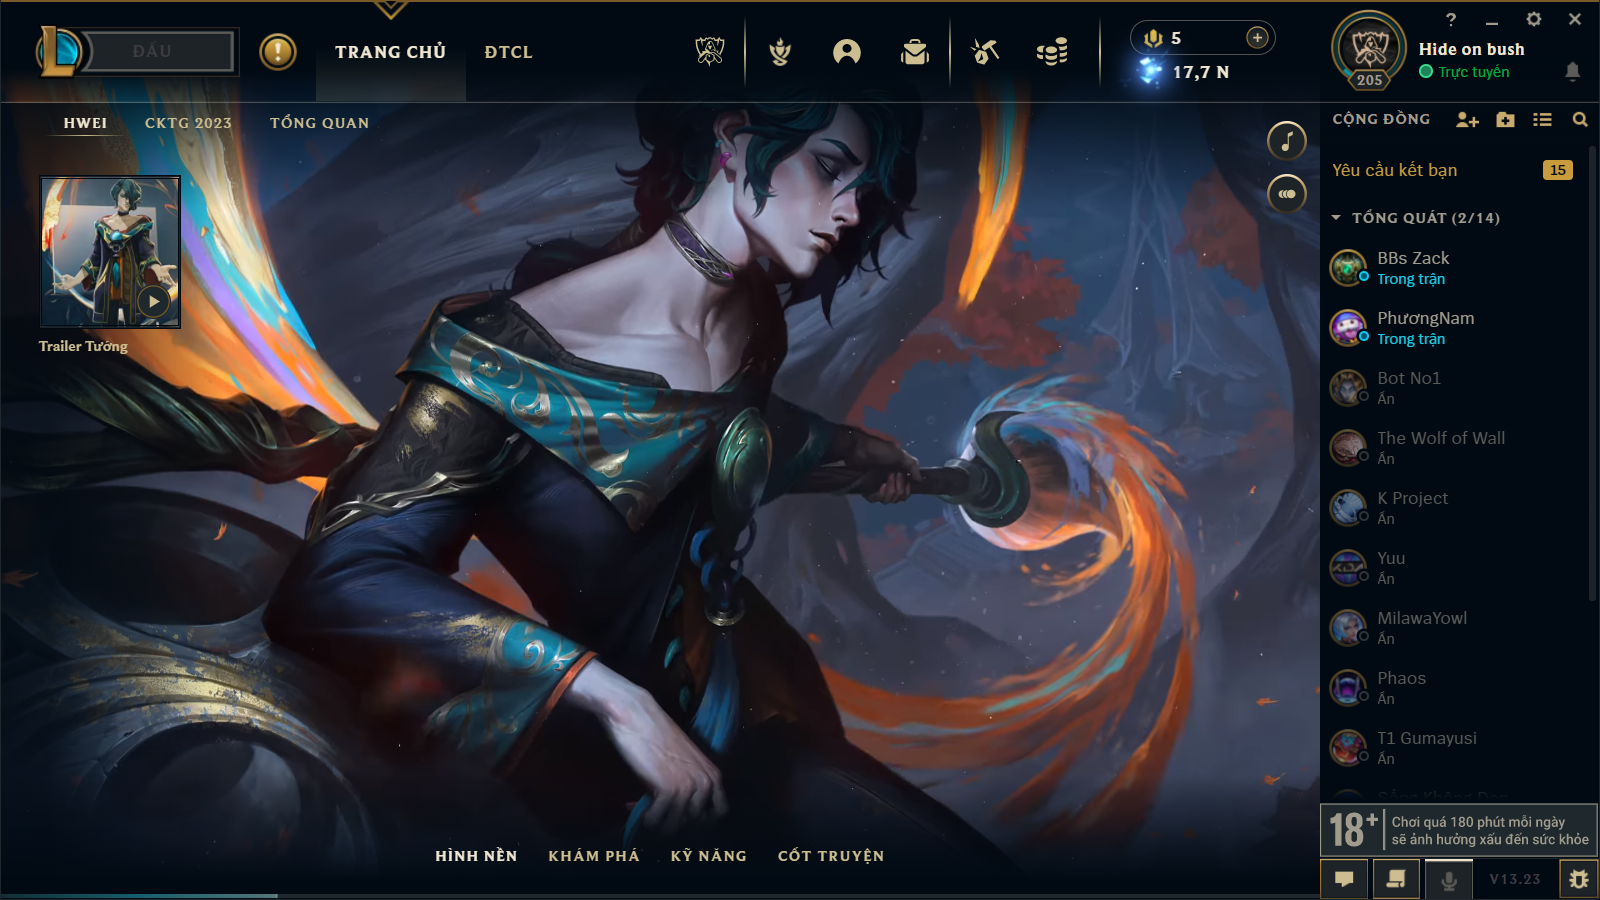 ĐẤU
TRANG CHỦ
ĐTCL
5
17,7 N
205
Hide on bush
Trực tuyến
HWEI
CKTG 2023
TỔNG QUAN
Trailer Tướng
CỘNG ĐỒNG
Yêu cầu kết bạn
15
TỔNG QUÁT (2/14)
BBs Zack
Trong trận
PhươngNam
Trong trận
Bot No1
Ẩn
The Wolf of Wall
Ẩn
K Project
Ẩn
Yuu
Ẩn
MilawaYowl
Ẩn
Phaos
Ẩn
T1 Gumayusi
Ẩn
18+
Chơi quá 180 phút mỗi ngày
sẽ ảnh hưởng xấu đến sức khỏe
HÌNH NỀN
KHÁM PHÁ
KỸ NĂNG
CỐT TRUYỆN
V13.23